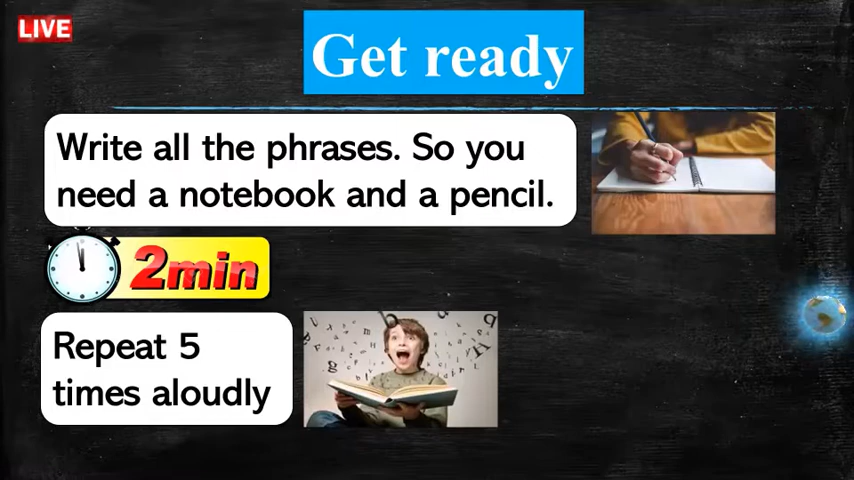 LIVE
Get ready
Write all the phrases. So you
need a notebook and a pencil.
2min
Repeat 5
times aloudly